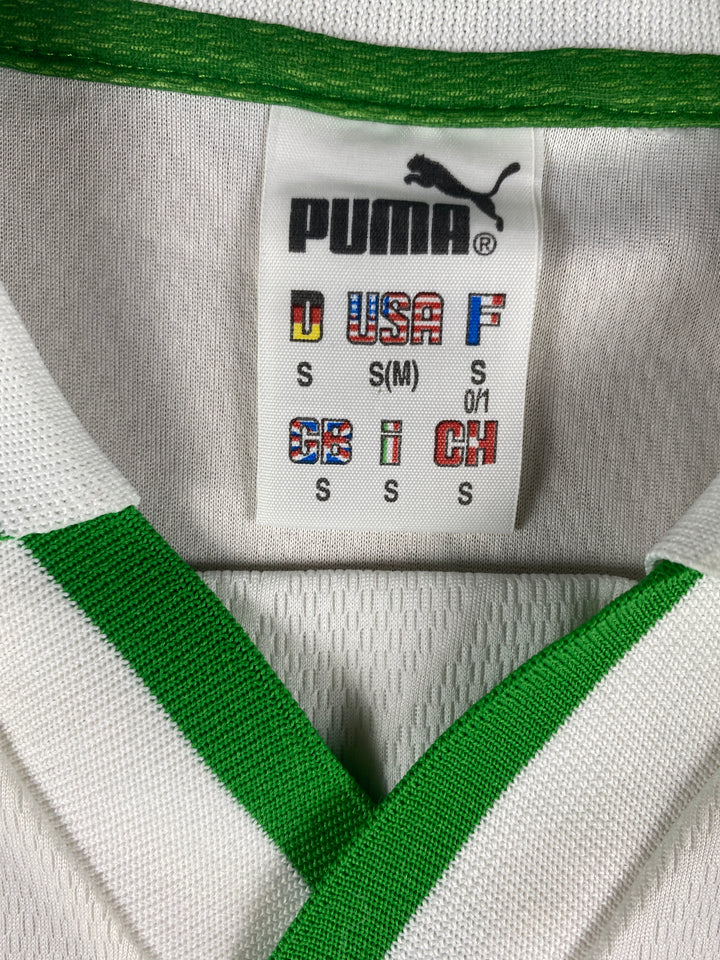 PUMA®
D USA F
S S(M) S
0/1
GB i CH
S S S